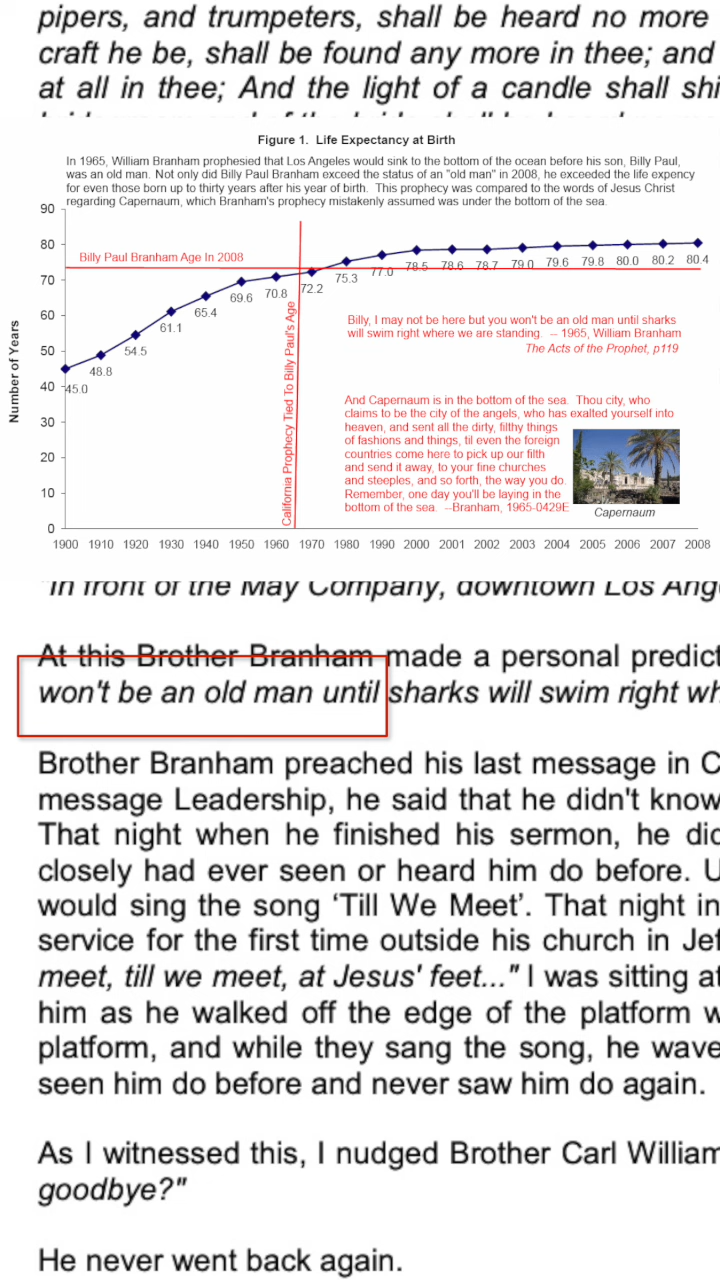 pipers, and trumpeters, shall be heard no more
craft he be, shall be found any more in thee; and
at all in thee; And the light of a candle shall shi
Figure 1. Life Expectancy at Birth
In 1965, William Branham prophesied that Los Angeles would sink to the bottom of the ocean before his son, Billy Paul,
was an old man. Not only did Billy Paul Branham exceed the status of an "old man" in 2008, he exceeded the life expency
for even those born up to thirty years after his year of birth. This prophecy was compared to the words of Jesus Christ
regarding Capernaum, which Branham's prophecy mistakenly assumed was under the bottom of the sea.
Number of Years
90
80
70
60
50
40
30
20
10
0
Billy Paul Branham Age In 2008
45.0
48.8
54.5
61.1
65.4
69.6
70.8
72.2
75.3
77.0
78.5
78.6
78.7
79.0
79.6
79.8
80.0
80.2
80.4
California Prophecy Tied To Billy Paul's Age
Billy, I may not be here but you won't be an old man until sharks
will swim right where we are standing. -- 1965, William Branham
The Acts of the Prophet, p119
And Capernaum is in the bottom of the sea. Thou city, who
claims to be the city of the angels, who has exalted yourself into
heaven, and sent all the dirty, filthy things
of fashions and things, til even the foreign
countries come here to pick up our filth
and send it away, to your fine churches
and steeples, and so forth, the way you do.
Remember, one day you'll be laying in the
bottom of the sea. --Branham, 1965-0429E
Capernaum
1900 1910 1920 1930 1940 1950 1960 1970 1980 1990 2000 2001 2002 2003 2004 2005 2006 2007 2008
"In front of the May Company, downtown Los Ang
At this Brother Branham made a personal predict
won't be an old man until sharks will swim right wh
Brother Branham preached his last message in C
message Leadership, he said that he didn't know
That night when he finished his sermon, he did
closely had ever seen or heard him do before. U
would sing the song 'Till We Meet'. That night in
service for the first time outside his church in Jef
meet, till we meet, at Jesus' feet..." I was sitting at
him as he walked off the edge of the platform w
platform, and while they sang the song, he wave
seen him do before and never saw him do again.
As I witnessed this, I nudged Brother Carl William
goodbye?"
He never went back again.